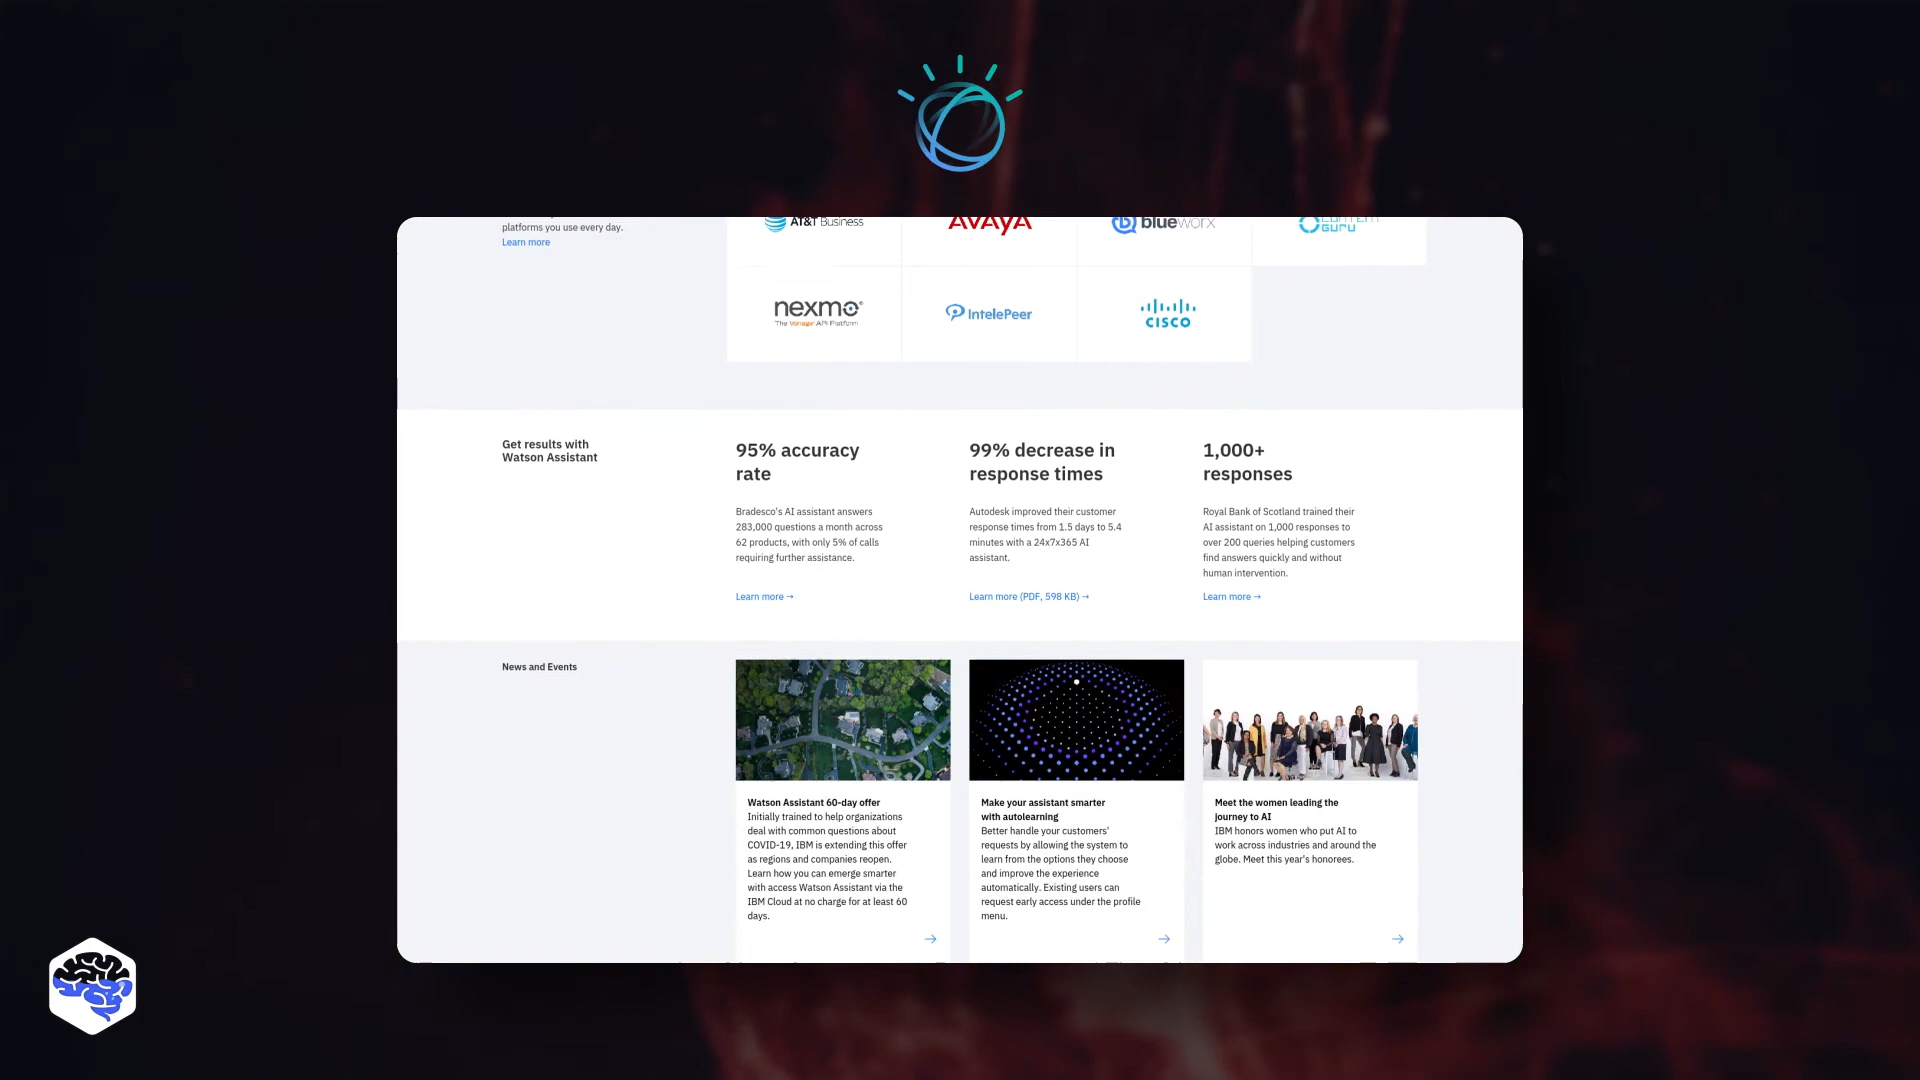 platforms you use every day.
Learn more
AT&T Business
AVAYA
blueworx
GURU
nexmo
The Vonage API Platform
IntelePeer
CISCO
Get results with
Watson Assistant
95% accuracy
rate
Bradesco's AI assistant answers
283,000 questions a month across
62 products, with only 5% of calls
requiring further assistance.
Learn more →
99% decrease in
response times
Autodesk improved their customer
response times from 1.5 days to 5.4
minutes with a 24x7x365 AI
assistant.
Learn more (PDF, 598 KB) →
1,000+
responses
Royal Bank of Scotland trained their
AI assistant on 1,000 responses to
over 200 queries helping customers
find answers quickly and without
human intervention.
Learn more →
News and Events
Watson Assistant 60-day offer
Initially trained to help organizations
deal with common questions about
COVID-19, IBM is extending this offer
as regions and companies reopen.
Learn how you can emerge smarter
with access Watson Assistant via the
IBM Cloud at no charge for at least 60
days.
Make your assistant smarter
with autolearning
Better handle your customers'
requests by allowing the system to
learn from the options they choose
and improve the experience
automatically. Existing users can
request early access under the profile
menu.
Meet the women leading the
journey to AI
IBM honors women who put AI to
work across industries and around the
globe. Meet this year's honorees.